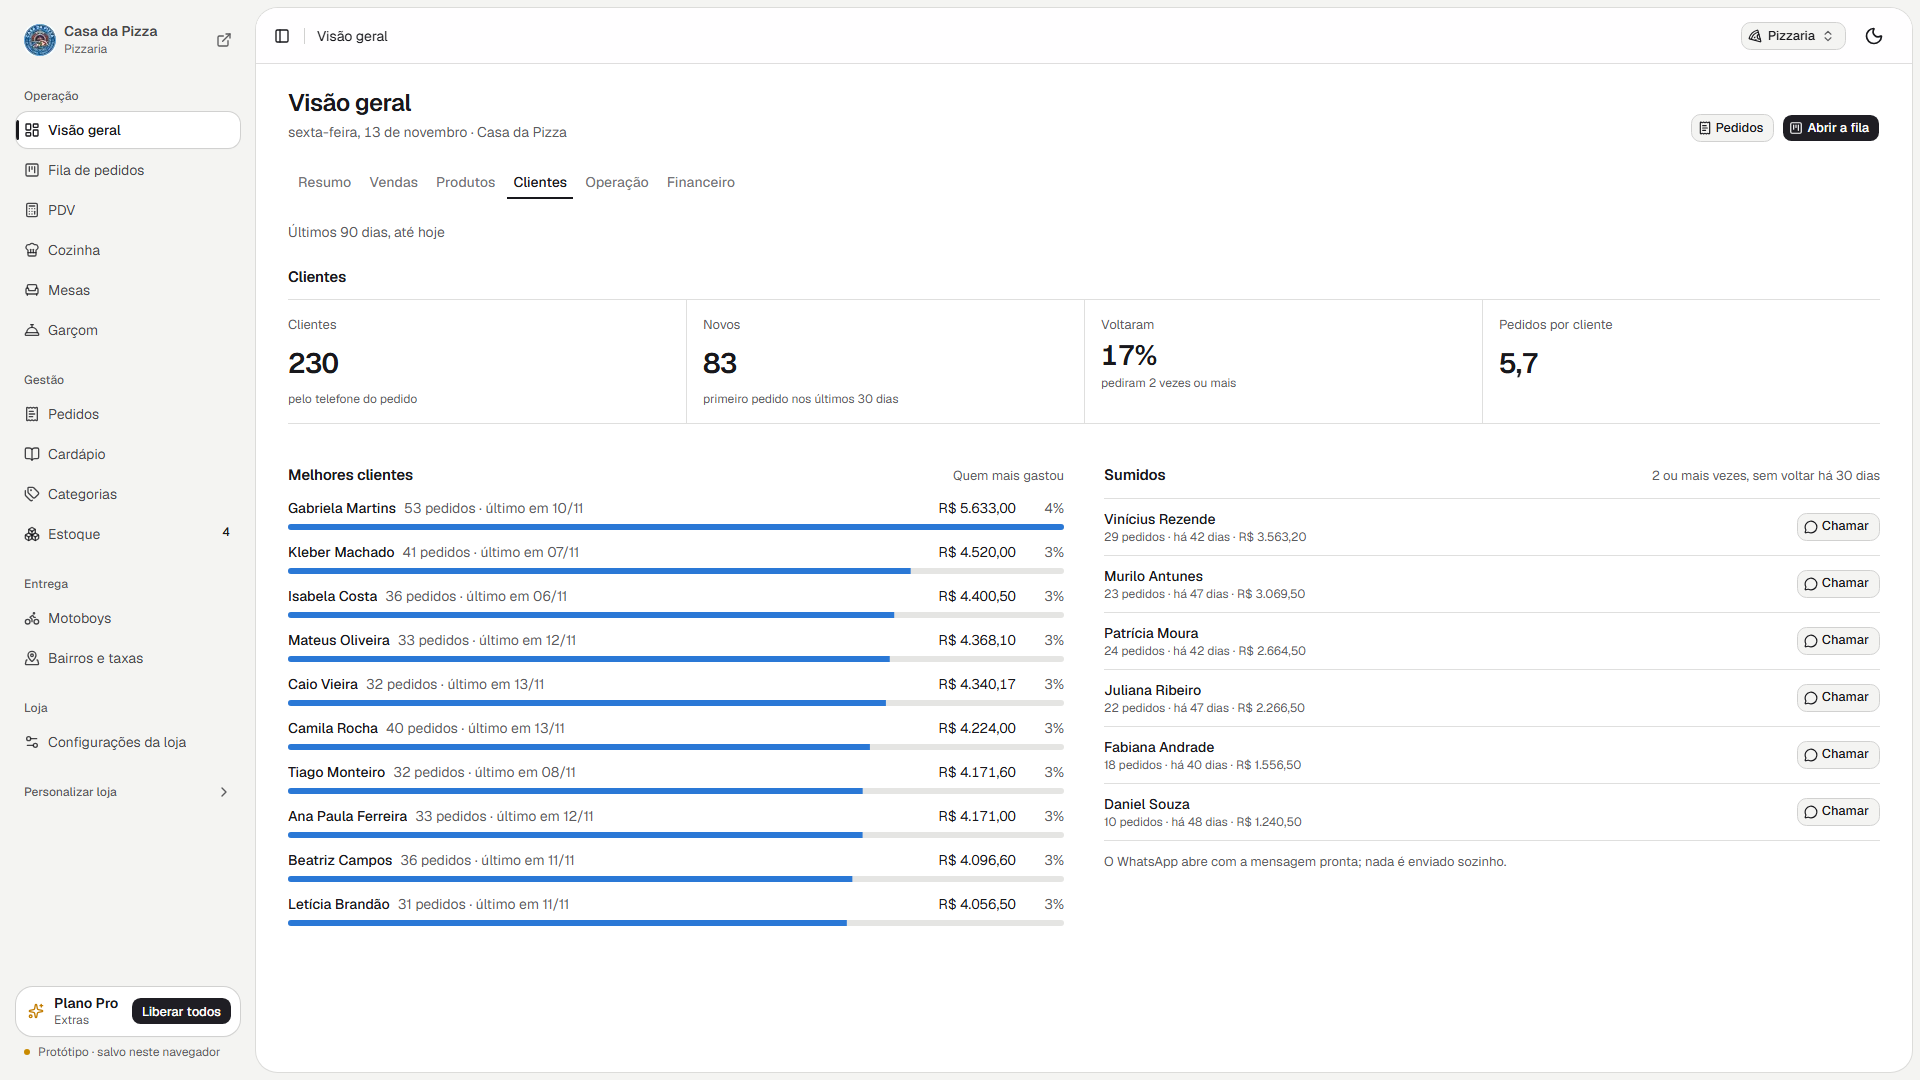 Casa da Pizza
Pizzaria
Operação
Visão geral
Fila de pedidos
PDV
Cozinha
Mesas
Garçom
Gestão
Pedidos
Cardápio
Categorias
Estoque 4
Entrega
Motoboys
Bairros e taxas
Loja
Configurações da loja
Personalizar loja
Plano Pro
Extras
Liberar todos
Protótipo · salvo neste navegador
Visão geral
Pizzaria
Visão geral
sexta-feira, 13 de novembro · Casa da Pizza
Pedidos
Abrir a fila
Resumo Vendas Produtos Clientes Operação Financeiro
Últimos 90 dias, até hoje
Clientes
Clientes
230
pelo telefone do pedido
Novos
83
primeiro pedido nos últimos 30 dias
Voltaram
17%
pediram 2 vezes ou mais
Pedidos por cliente
5,7
Melhores clientes Quem mais gastou
Gabriela Martins 53 pedidos · último em 10/11 R$ 5.633,00 4%
Kleber Machado 41 pedidos · último em 07/11 R$ 4.520,00 3%
Isabela Costa 36 pedidos · último em 06/11 R$ 4.400,50 3%
Mateus Oliveira 33 pedidos · último em 12/11 R$ 4.368,10 3%
Caio Vieira 32 pedidos · último em 13/11 R$ 4.340,17 3%
Camila Rocha 40 pedidos · último em 13/11 R$ 4.224,00 3%
Tiago Monteiro 32 pedidos · último em 08/11 R$ 4.171,60 3%
Ana Paula Ferreira 33 pedidos · último em 12/11 R$ 4.171,00 3%
Beatriz Campos 36 pedidos · último em 11/11 R$ 4.096,60 3%
Letícia Brandão 31 pedidos · último em 11/11 R$ 4.056,50 3%
Sumidos 2 ou mais vezes, sem voltar há 30 dias
Vinícius Rezende
29 pedidos · há 42 dias · R$ 3.563,20
Chamar
Murilo Antunes
23 pedidos · há 47 dias · R$ 3.069,50
Chamar
Patrícia Moura
24 pedidos · há 42 dias · R$ 2.664,50
Chamar
Juliana Ribeiro
22 pedidos · há 47 dias · R$ 2.266,50
Chamar
Fabiana Andrade
18 pedidos · há 40 dias · R$ 1.556,50
Chamar
Daniel Souza
10 pedidos · há 48 dias · R$ 1.240,50
Chamar
O WhatsApp abre com a mensagem pronta; nada é enviado sozinho.